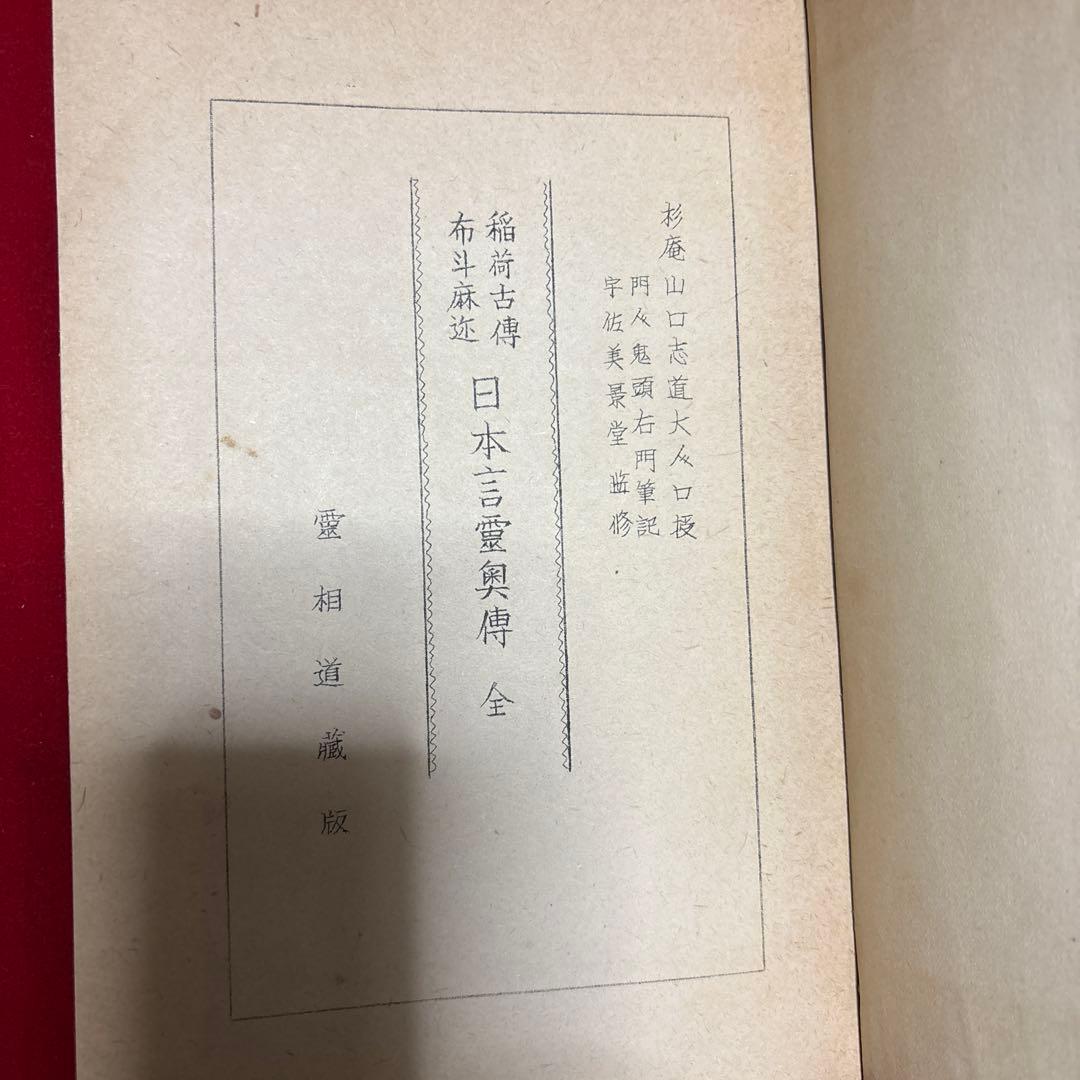 杉庵山口志道大人口授
門人鬼頭右門筆記
宇佐美景堂 監修
稲荷古傳
布斗麻迩
日本言靈奥傳 全
靈相道藏版